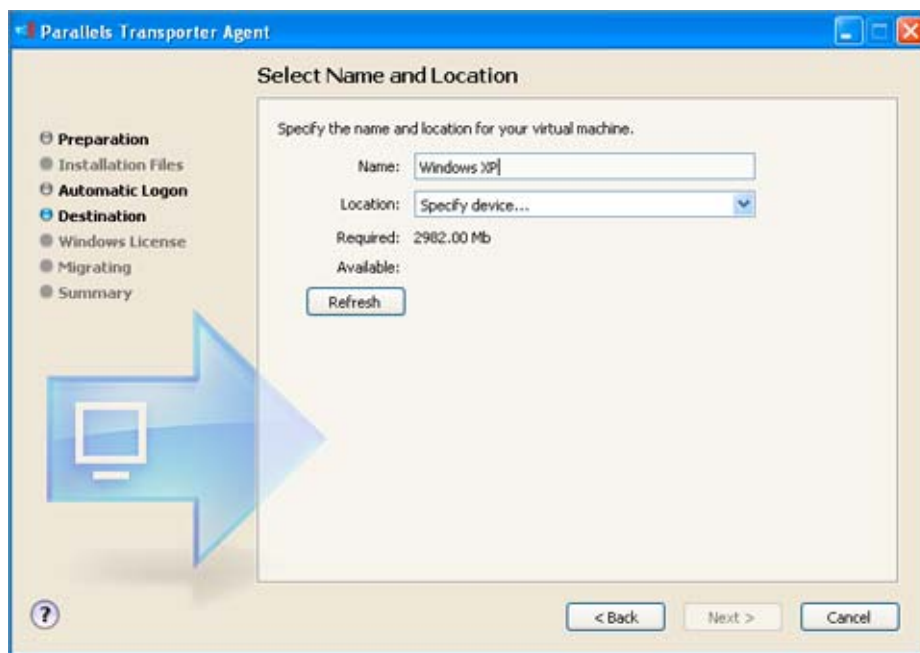 Parallels Transporter Agent
Select Name and Location
Preparation
Installation Files
Automatic Logon
Destination
Windows License
Migrating
Summary
Specify the name and location for your virtual machine.
Name: Windows XP
Location: Specify device...
Required: 2982.00 Mb
Available:
Refresh
?
< Back Next > Cancel